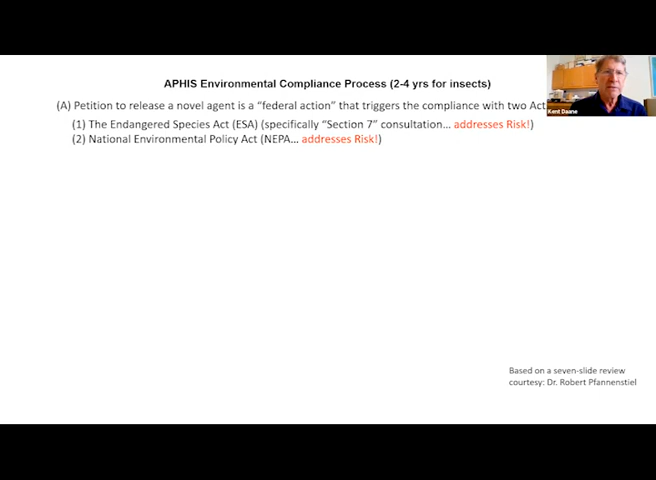 APHIS Environmental Compliance Process (2-4 yrs for insects)
(A) Petition to release a novel agent is a “federal action” that triggers the compliance with two Act
(1) The Endangered Species Act (ESA) (specifically “Section 7” consultation... addresses Risk!)
(2) National Environmental Policy Act (NEPA... addresses Risk!)
Kent Daane
Based on a seven-slide review
courtesy: Dr. Robert Pfannenstiel